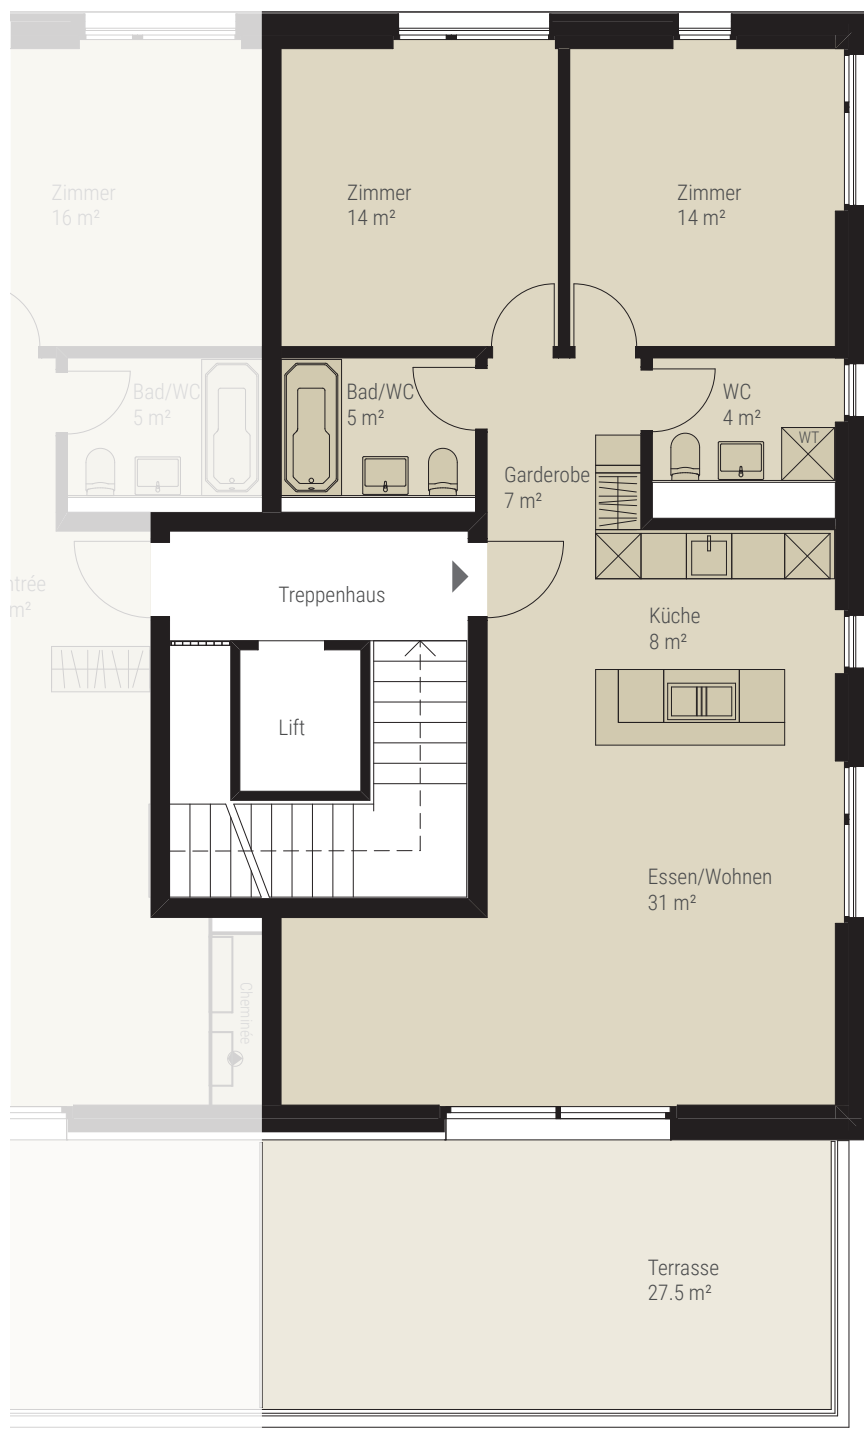 Zimmer
16 m²
Zimmer
14 m²
Zimmer
14 m²
Bad/WC
5 m²
Bad/WC
5 m²
WC
4 m²
WT
Garderobe
7 m²
Treppenhaus
ntrée
m²
Küche
8 m²
Lift
Essen/Wohnen
31 m²
Cheminée
Terrasse
27.5 m²